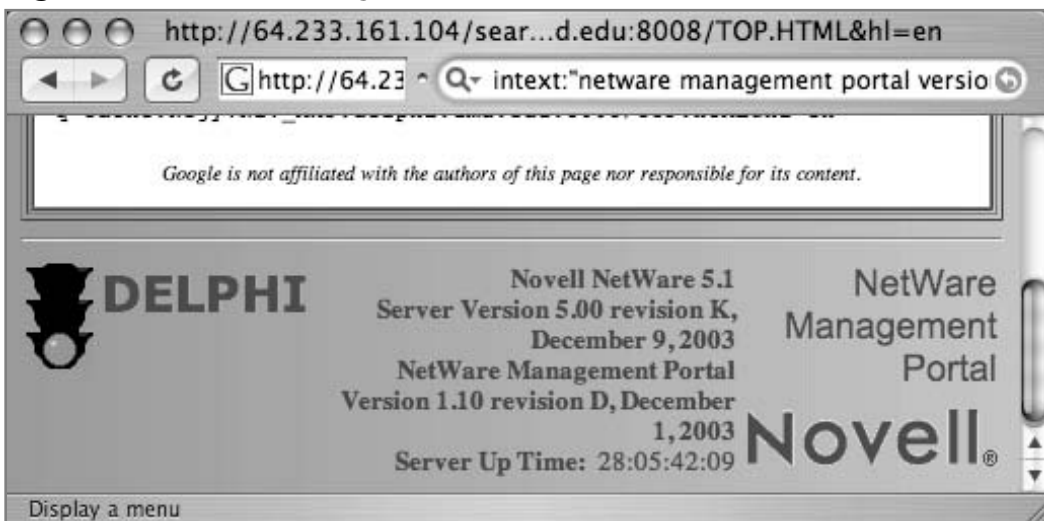 http://64.233.161.104/sear...d.edu:8008/TOP.HTML&hl=en
G http://64.23
Q intext:"netware management portal versio
Google is not affiliated with the authors of this page nor responsible for its content.
DELPHI
Novell NetWare 5.1
Server Version 5.00 revision K,
December 9, 2003
NetWare Management Portal
Version 1.10 revision D, December
1, 2003
Server Up Time: 28:05:42:09
NetWare
Management
Portal
Novell®
Display a menu